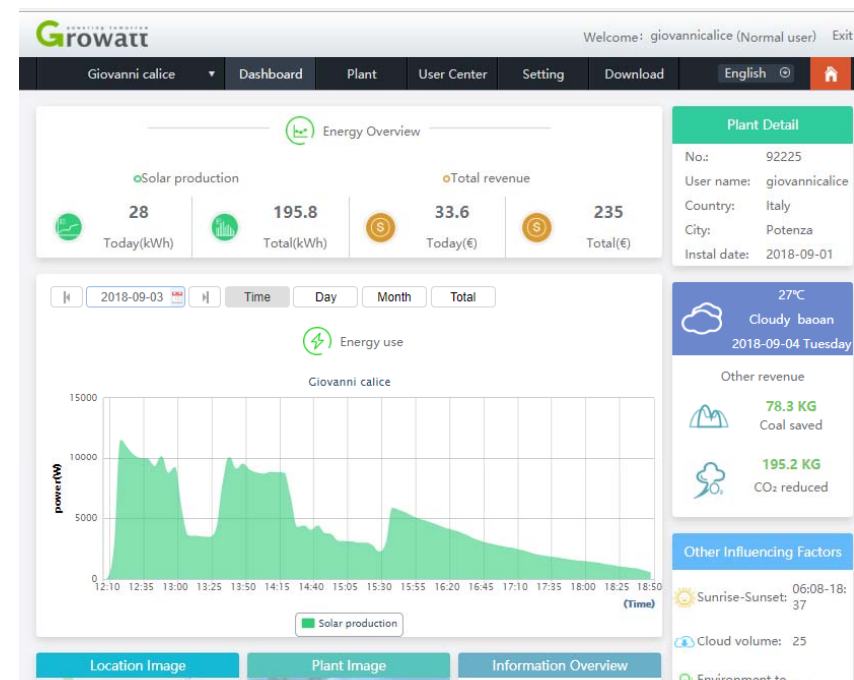 powering tomorrow
Growatt
Welcome: giovannicalice (Normal user) Exit
Giovanni calice ▼ Dashboard Plant User Center Setting Download English
Energy Overview
Solar production
Total revenue
28
Today(kWh)
195.8
Total(kWh)
33.6
Today(€)
235
Total(€)
Plant Detail
No.: 92225
User name: giovannicalice
Country: Italy
City: Potenza
Instal date: 2018-09-01
2018-09-03 Time Day Month Total
Energy use
Giovanni calice
power(W)
15000
10000
5000
0
12:10 12:35 13:00 13:25 13:50 14:15 14:40 15:05 15:30 15:55 16:20 16:45 17:10 17:35 18:00 18:25 18:50
(Time)
Solar production
27℃
Cloudy baoan
2018-09-04 Tuesday
Other revenue
78.3 KG
Coal saved
195.2 KG
CO₂ reduced
Other Influencing Factors
Sunrise-Sunset: 06:08-18:
37
Cloud volume: 25
Environment to
Location Image
Plant Image
Information Overview